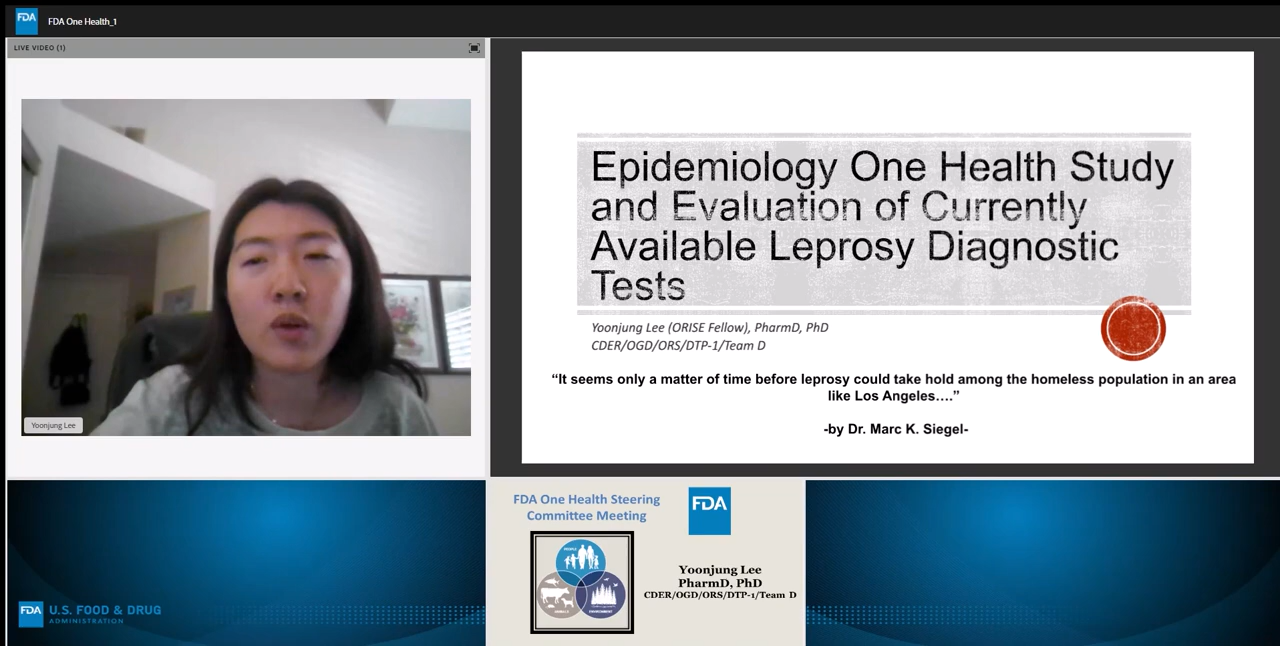 FDA
FDA One Health_1
LIVE VIDEO (1)
Yoonjung Lee
Epidemiology One Health Study
and Evaluation of Currently
Available Leprosy Diagnostic
Tests
Yoonjung Lee (ORISE Fellow), PharmD, PhD
CDER/OGD/ORS/DTP-1/Team D
“It seems only a matter of time before leprosy could take hold among the homeless population in an area
like Los Angeles….”
-by Dr. Marc K. Siegel-
FDA U.S. FOOD & DRUG
ADMINISTRATION
FDA One Health Steering
Committee Meeting
FDA
PEOPLE
ANIMALS
ENVIRONMENT
Yoonjung Lee
PharmD, PhD
CDER/OGD/ORS/DTP-1/Team D